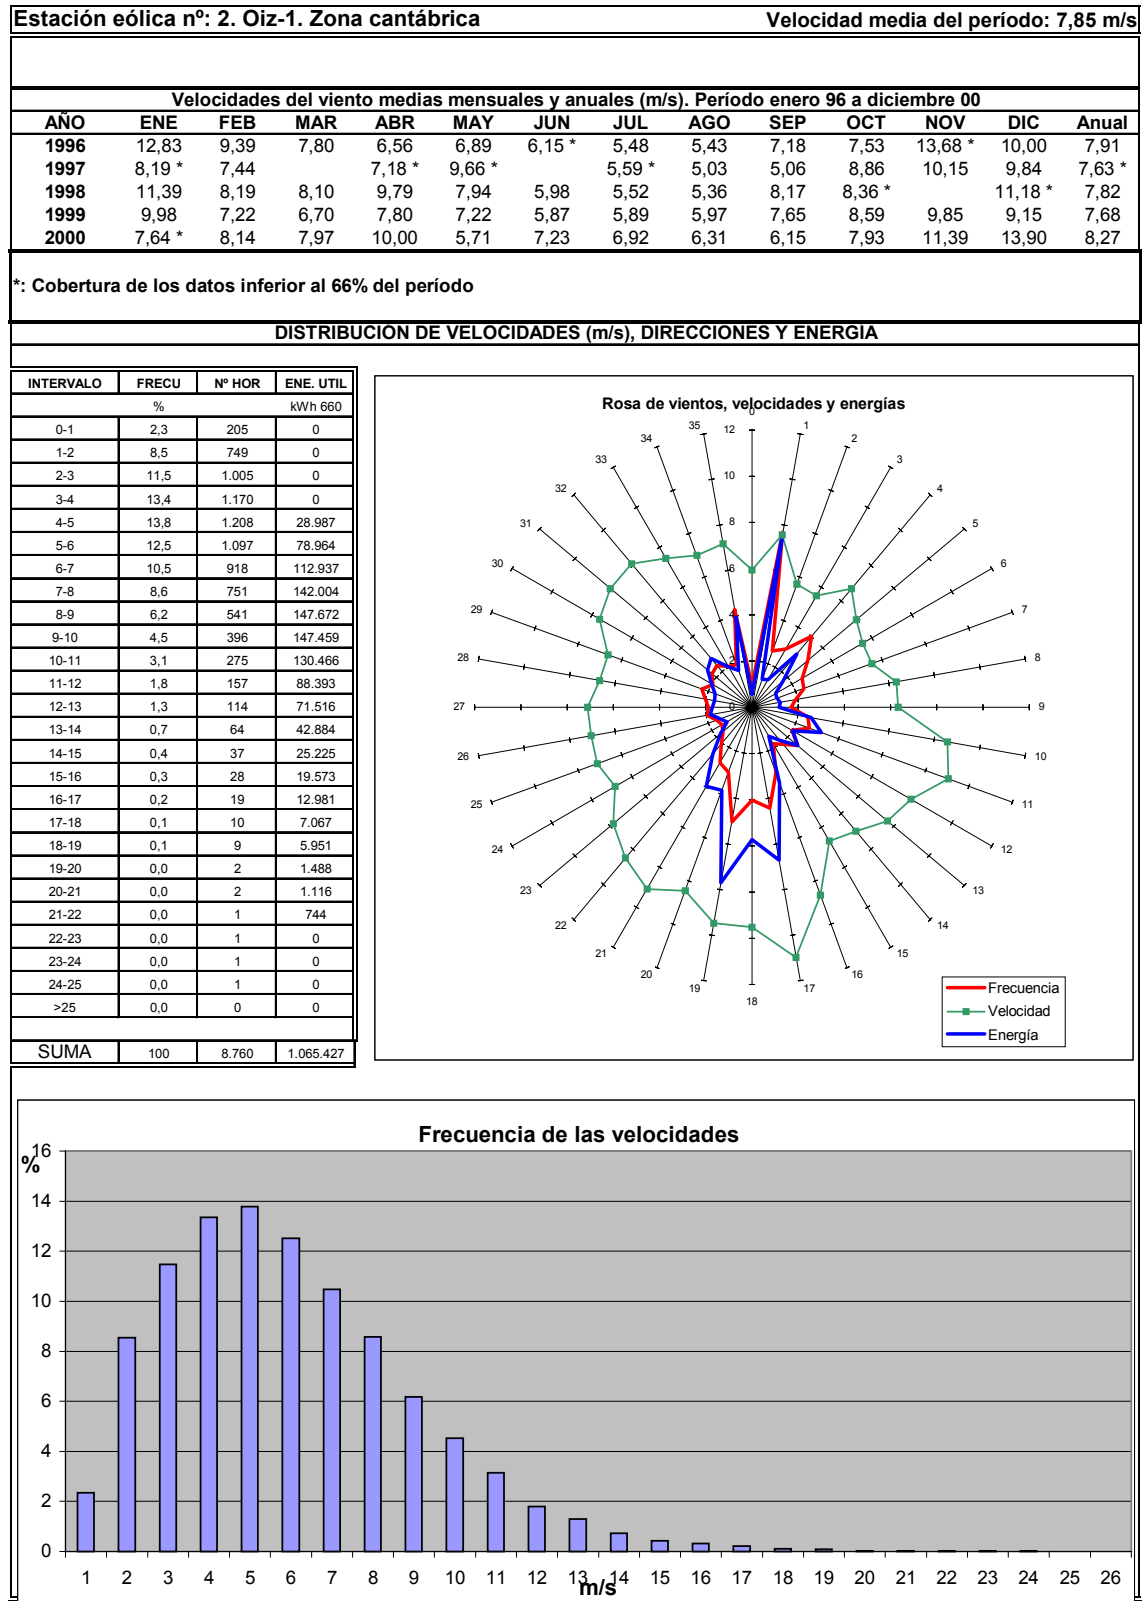 Estación eólica nº: 2. Oiz-1. Zona cantábrica Velocidad media del período: 7,85 m/s
Velocidades del viento medias mensuales y anuales (m/s). Período enero 96 a diciembre 00
AÑO ENE FEB MAR ABR MAY JUN JUL AGO SEP OCT NOV DIC Anual
1996 12,83 9,39 7,80 6,56 6,89 6,15 * 5,48 5,43 7,18 7,53 13,68 * 10,00 7,91
1997 8,19 * 7,44 7,18 * 9,66 * 5,59 * 5,03 5,06 8,86 10,15 9,84 7,63 *
1998 11,39 8,19 8,10 9,79 7,94 5,98 5,52 5,36 8,17 8,36 * 11,18 * 7,82
1999 9,98 7,22 6,70 7,80 7,22 5,87 5,89 5,97 7,65 8,59 9,85 9,15 7,68
2000 7,64 * 8,14 7,97 10,00 5,71 7,23 6,92 6,31 6,15 7,93 11,39 13,90 8,27
*: Cobertura de los datos inferior al 66% del período
DISTRIBUCIÓN DE VELOCIDADES (m/s), DIRECCIONES Y ENERGÍA
INTERVALO FRECU Nº HOR ENE. UTIL
% kWh 660
0-1 2,3 205 0
1-2 8,5 749 0
2-3 11,5 1.005 0
3-4 13,4 1.170 0
4-5 13,8 1.208 28.987
5-6 12,5 1.097 78.964
6-7 10,5 918 112.937
7-8 8,6 751 142.004
8-9 6,2 541 147.672
9-10 4,5 396 147.459
10-11 3,1 275 130.466
11-12 1,8 157 88.393
12-13 1,3 114 71.516
13-14 0,7 64 42.884
14-15 0,4 37 25.225
15-16 0,3 28 19.573
16-17 0,2 19 12.981
17-18 0,1 10 7.067
18-19 0,1 9 5.951
19-20 0,0 2 1.488
20-21 0,0 2 1.116
21-22 0,0 1 744
22-23 0,0 1 0
23-24 0,0 1 0
24-25 0,0 1 0
>25 0,0 0 0
SUMA 100 8.760 1.065.427
Rosa de vientos, velocidades y energías
0
1
2
3
4
5
6
7
8
9
10
11
12
13
14
15
16
17
18
19
20
21
22
23
24
25
26
27
28
29
30
31
32
33
34
35
12
10
8
6
4
2
0
Frecuencia
Velocidad
Energía
Frecuencia de las velocidades
%
16
14
12
10
8
6
4
2
0
1 2 3 4 5 6 7 8 9 10 11 12 13 14 15 16 17 18 19 20 21 22 23 24 25 26
m/s